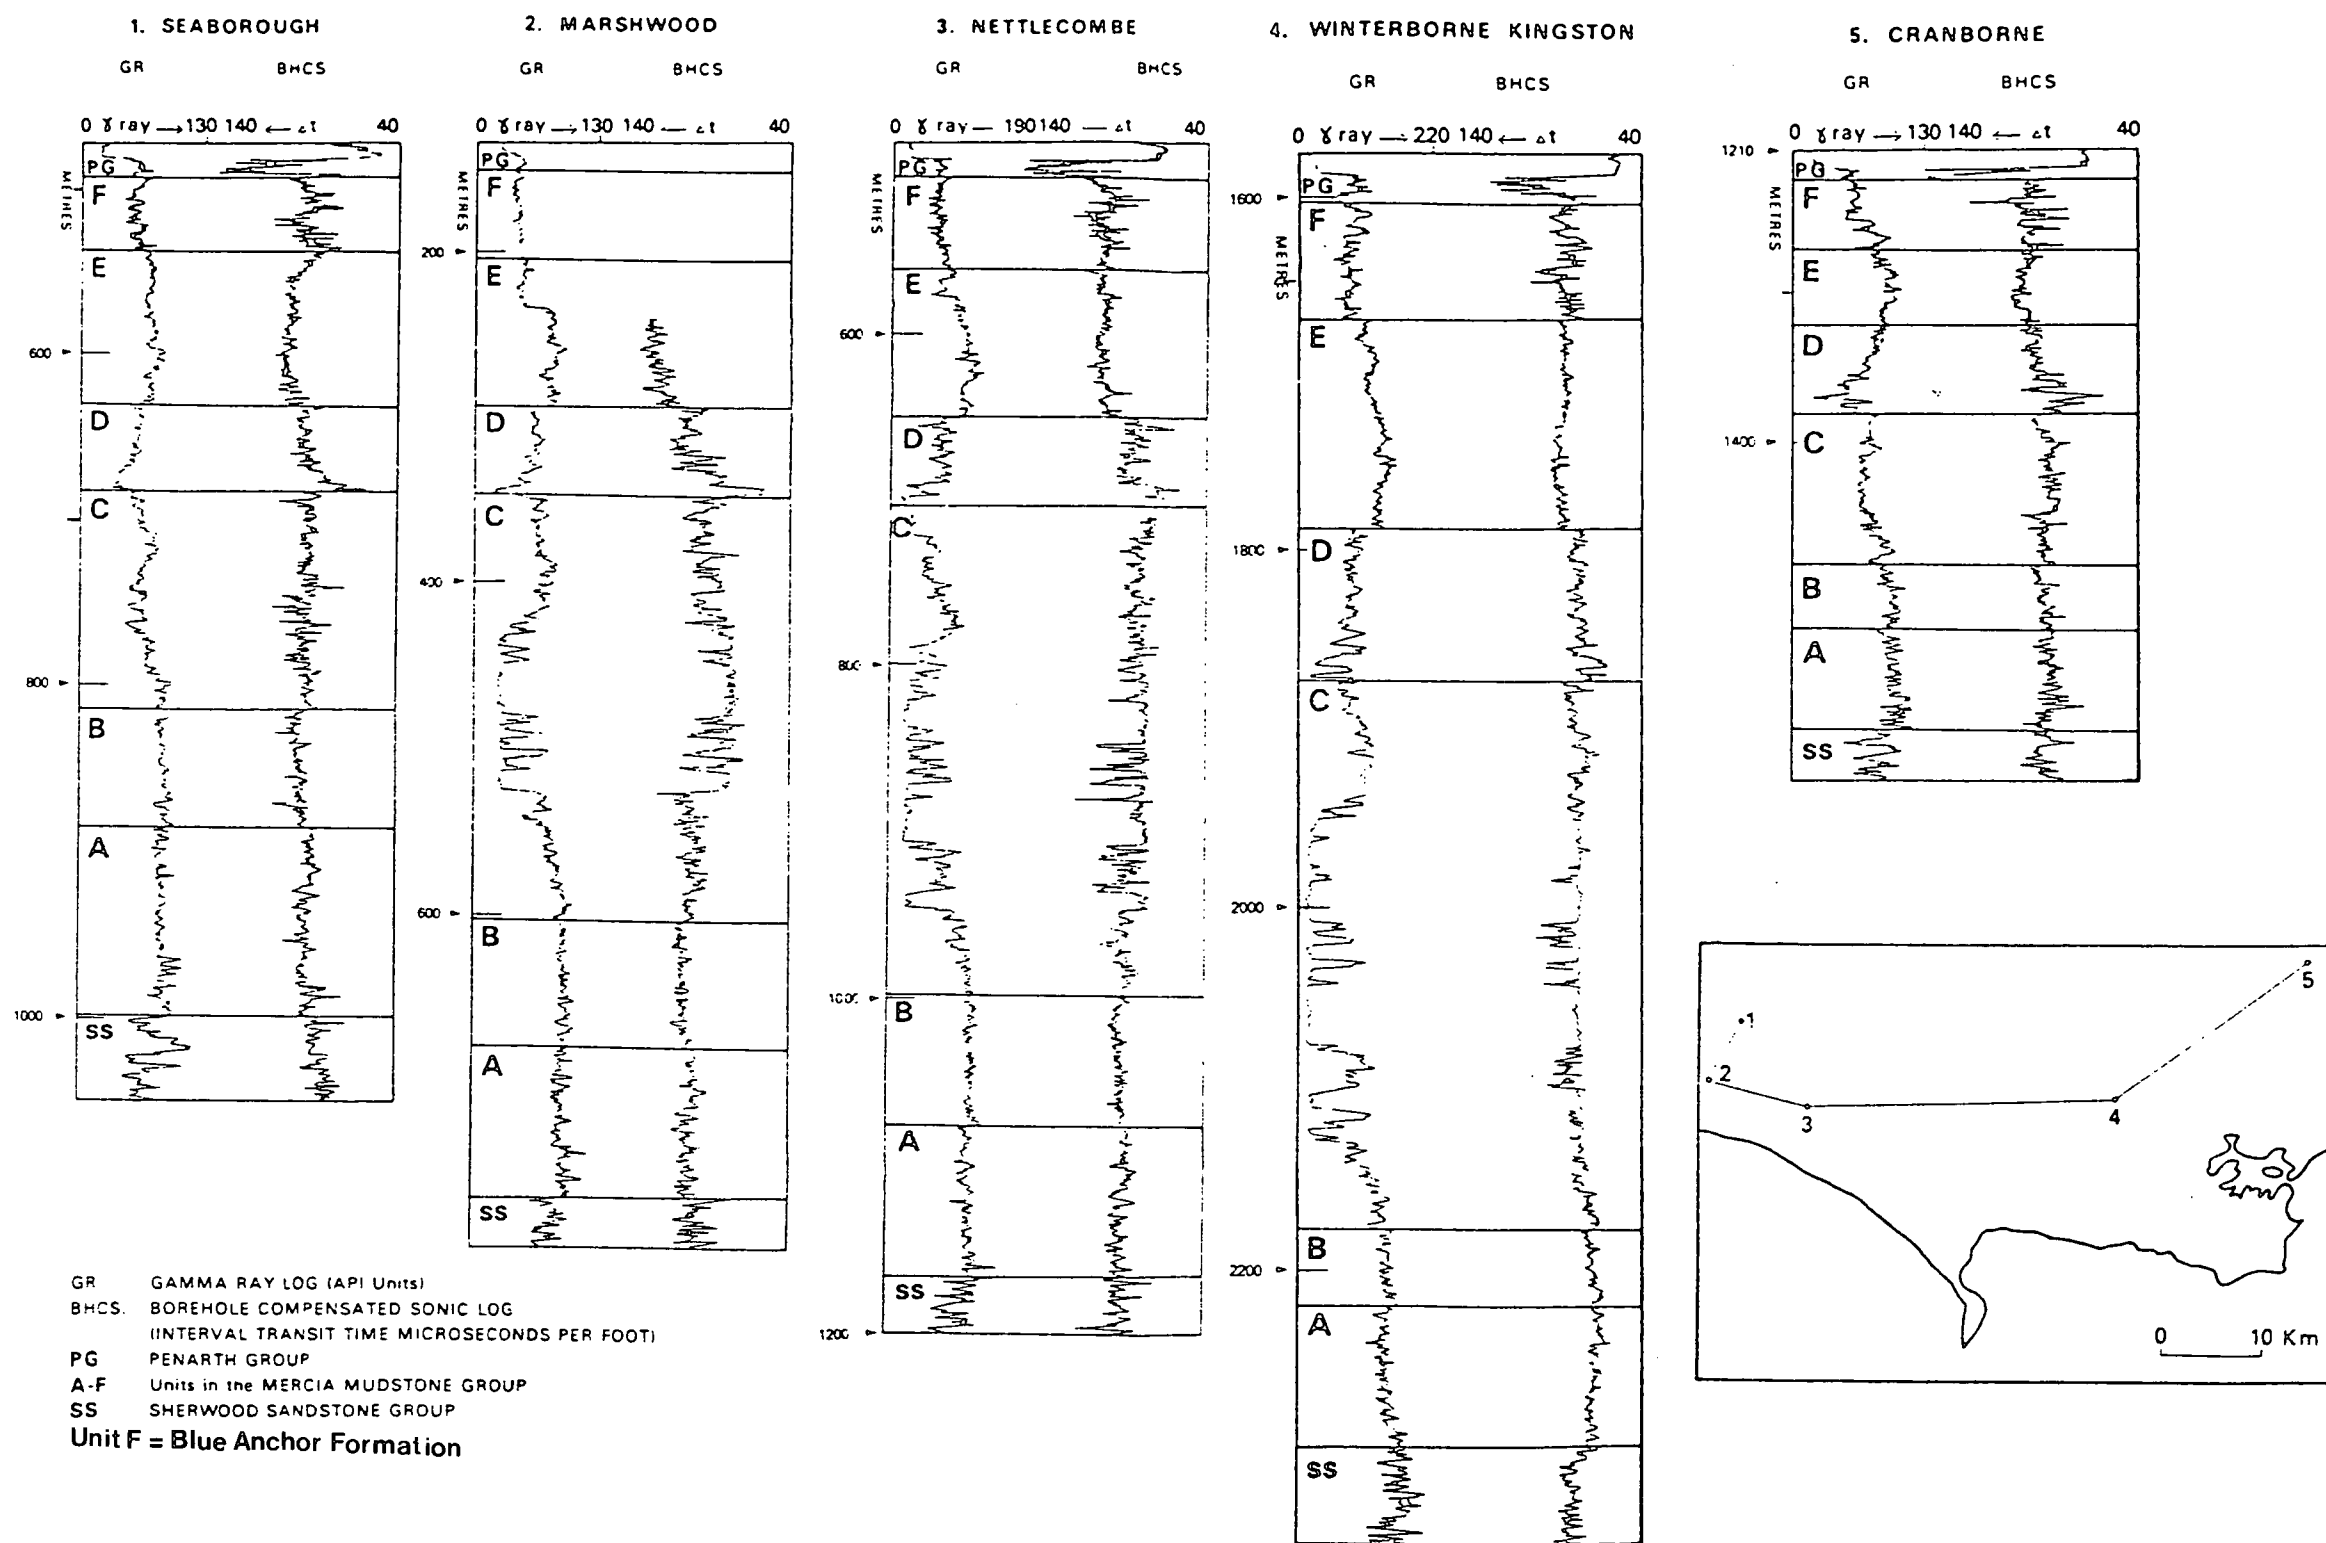 1. SEABOROUGH
GR BHCS
0 ɣ ray → 130 140 ← Δt 40
METRES
PG
F
E
600
D
C
800
B
A
1000
SS
2. MARSHWOOD
GR BHCS
0 ɣ ray → 130 140 ← Δt 40
METRES
PG
F
200
E
D
C
400
600
B
A
SS
3. NETTLECOMBE
GR BHCS
0 ɣ ray — 190 140 — Δt 40
METRES
PG
F
E
600
D
C
800
1000
B
A
SS
1200
4. WINTERBORNE KINGSTON
GR BHCS
0 ɣ ray → 220 140 ← Δt 40
PG
1600
F
METRES
E
1800
D
C
2000
B
2200
A
SS
5. CRANBORNE
GR BHCS
0 ɣ ray → 130 140 ← Δt 40
1210
PG
METRES
F
E
D
1400
C
B
A
SS
5
1
2
3
4
0 10 Km
GR GAMMA RAY LOG (API Units)
BHCS. BOREHOLE COMPENSATED SONIC LOG
(INTERVAL TRANSIT TIME MICROSECONDS PER FOOT)
PG PENARTH GROUP
A-F Units in the MERCIA MUDSTONE GROUP
SS SHERWOOD SANDSTONE GROUP
Unit F = Blue Anchor Formation